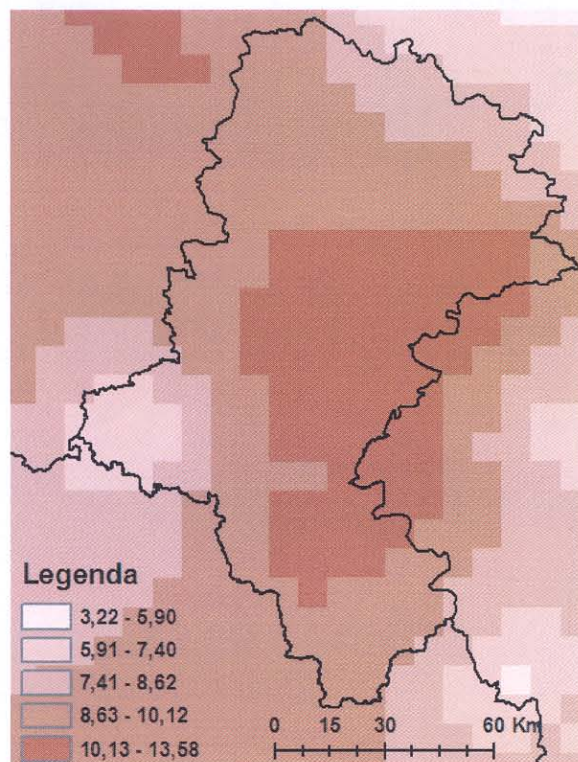 Legenda
3,22 - 5,90
5,91 - 7,40
7,41 - 8,62
8,63 - 10,12
10,13 - 13,58
0 15 30 60 Km